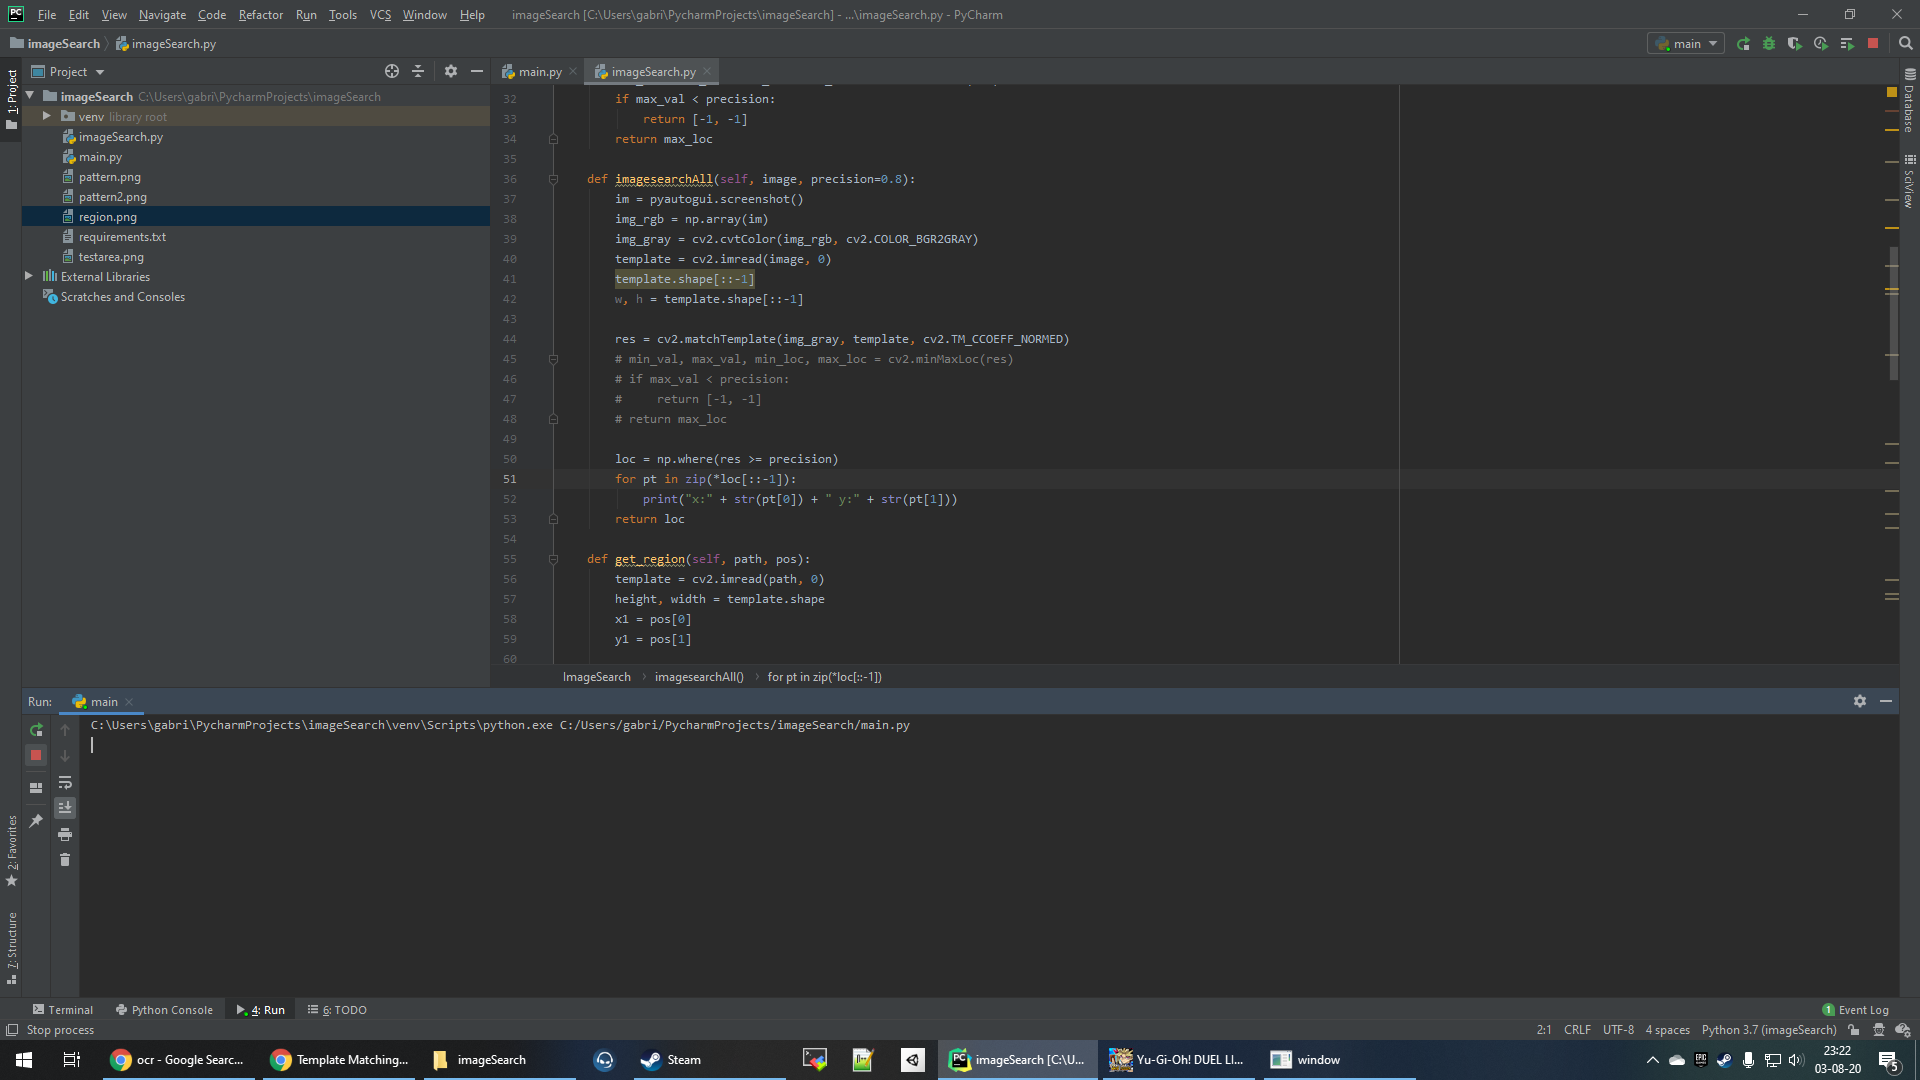 PC File Edit View Navigate Code Refactor Run Tools VCS Window Help imageSearch [C:\Users\gabri\PycharmProjects\imageSearch] - ...\imageSearch.py - PyCharm
imageSearch imageSearch.py main
Project main.py imageSearch.py
1: Project
imageSearch C:\Users\gabri\PycharmProjects\imageSearch
venv library root
imageSearch.py
main.py
pattern.png
pattern2.png
region.png
requirements.txt
testarea.png
External Libraries
Scratches and Consoles
32 if max_val < precision:
33 return [-1, -1]
34 return max_loc
35
36 def imagesearchAll(self, image, precision=0.8):
37 im = pyautogui.screenshot()
38 img_rgb = np.array(im)
39 img_gray = cv2.cvtColor(img_rgb, cv2.COLOR_BGR2GRAY)
40 template = cv2.imread(image, 0)
41 template.shape[::-1]
42 w, h = template.shape[::-1]
43
44 res = cv2.matchTemplate(img_gray, template, cv2.TM_CCOEFF_NORMED)
45 # min_val, max_val, min_loc, max_loc = cv2.minMaxLoc(res)
46 # if max_val < precision:
47 #     return [-1, -1]
48 # return max_loc
49
50 loc = np.where(res >= precision)
51 for pt in zip(*loc[::-1]):
52 print("x:" + str(pt[0]) + " y:" + str(pt[1]))
53 return loc
54
55 def get_region(self, path, pos):
56 template = cv2.imread(path, 0)
57 height, width = template.shape
58 x1 = pos[0]
59 y1 = pos[1]
60
ImageSearch imagesearchAll() for pt in zip(*loc[::-1])
Database
SciView
Run: main
C:\Users\gabri\PycharmProjects\imageSearch\venv\Scripts\python.exe C:/Users/gabri/PycharmProjects/imageSearch/main.py
2: Favorites
7: Structure
Terminal Python Console 4: Run 6: TODO 1 Event Log
Stop process 2:1 CRLF UTF-8 4 spaces Python 3.7 (imageSearch)
ocr - Google Searc... Template Matching... imageSearch Steam PC imageSearch [C:\U... Yu-Gi-Oh! DUEL LI... window EPIC
23:22
03-08-20
5